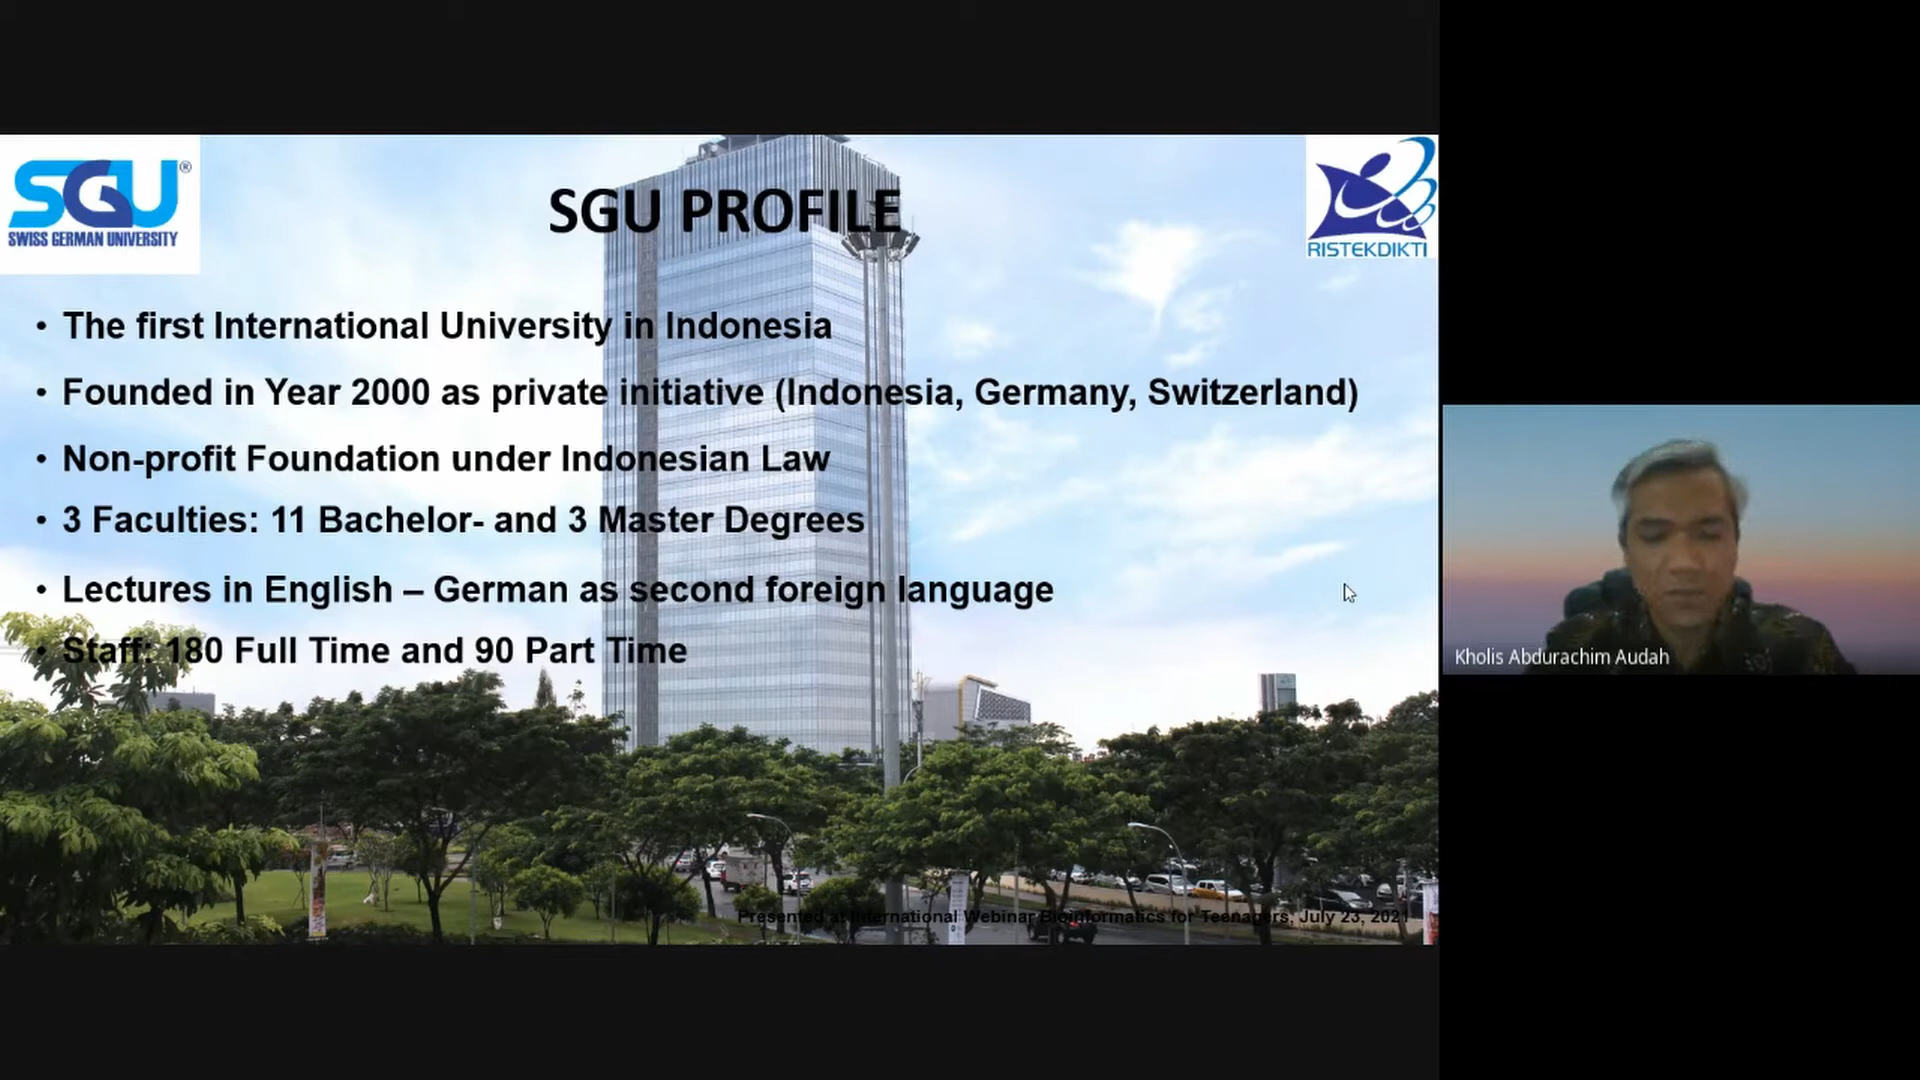 SGU®
SWISS GERMAN UNIVERSITY
SGU PROFILE
RISTEKDIKTI
• The first International University in Indonesia
• Founded in Year 2000 as private initiative (Indonesia, Germany, Switzerland)
• Non-profit Foundation under Indonesian Law
• 3 Faculties: 11 Bachelor- and 3 Master Degrees
• Lectures in English – German as second foreign language
• Staff: 180 Full Time and 90 Part Time
Presented at International Webinar Bioinformatics for Teenagers, July 23, 2021
Kholis Abdurachim Audah